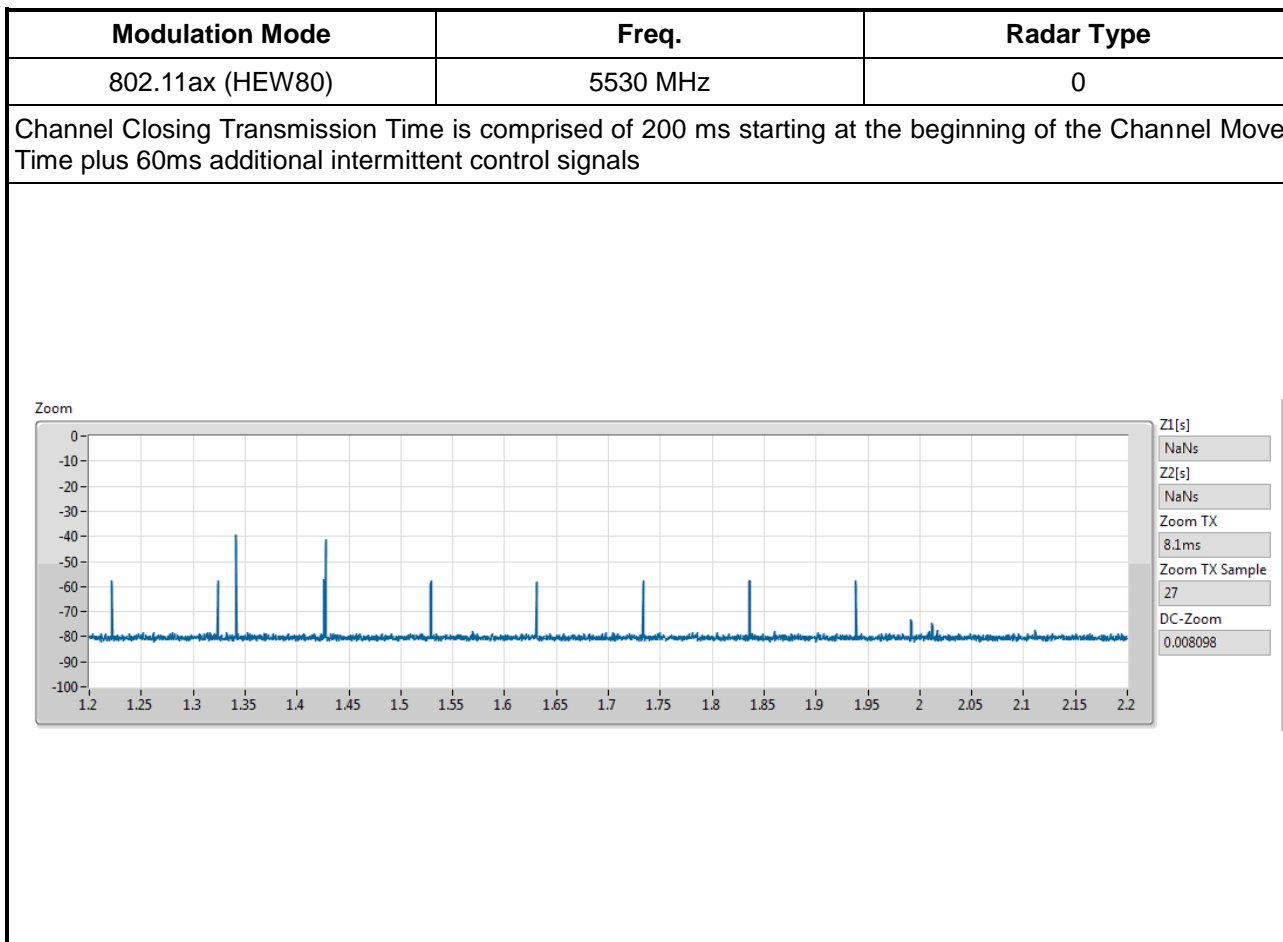 Modulation Mode Freq. Radar Type
802.11ax (HEW80) 5530 MHz 0
Channel Closing Transmission Time is comprised of 200 ms starting at the beginning of the Channel Move
Time plus 60ms additional intermittent control signals
Zoom
0
-10
-20
-30
-40
-50
-60
-70
-80
-90
-100
1.2 1.25 1.3 1.35 1.4 1.45 1.5 1.55 1.6 1.65 1.7 1.75 1.8 1.85 1.9 1.95 2 2.05 2.1 2.15 2.2
Z1[s]
NaNs
Z2[s]
NaNs
Zoom TX
8.1ms
Zoom TX Sample
27
DC-Zoom
0.008098